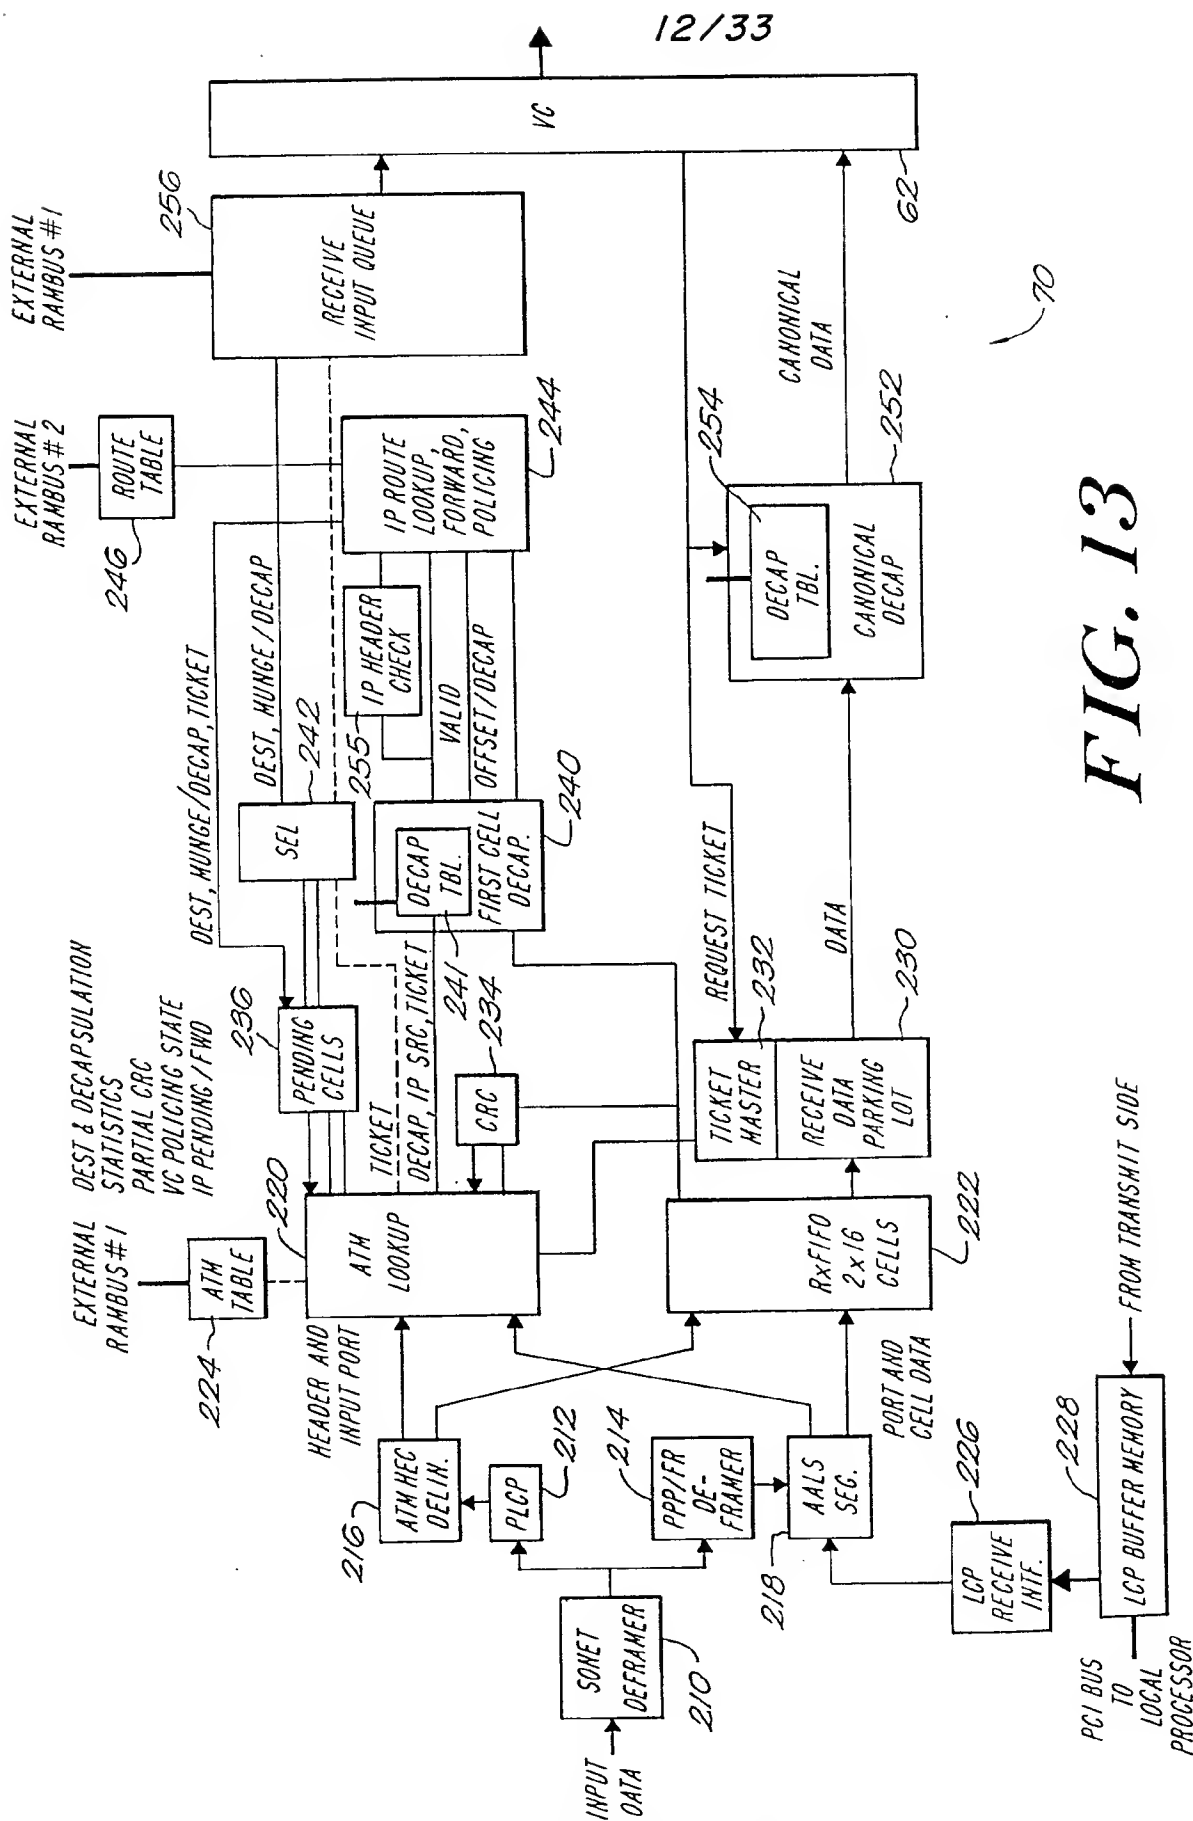 12/33
EXTERNAL
RAMBUS #1
EXTERNAL
RAMBUS #2
ROUTE
TABLE
246
256
RECEIVE
INPUT QUEUE
VC
62
DEST, MUNGE/DECAP, TICKET
DEST, MUNGE/DECAP
SEL
242
255
IP HEADER
CHECK
IP ROUTE
LOOKUP,
FORWARD,
POLICING
244
VALID
OFFSET/DECAP
DECAP
TBL.
FIRST CELL
DECAP.
240
241
DEST & DECAPSULATION
STATISTICS
PARTIAL CRC
VC POLICING STATE
IP PENDING/FWD
236
PENDING
CELLS
TICKET
DECAP, IP SRC, TICKET
234
CRC
EXTERNAL
RAMBUS #1
ATM
TABLE
224
220
ATM
LOOKUP
HEADER AND
INPUT PORT
REQUEST TICKET
TICKET
MASTER
232
RECEIVE
DATA
PARKING
LOT
230
DATA
254
DECAP
TBL.
CANONICAL
DECAP
252
CANONICAL
DATA
70
RxFIFO
2x16
CELLS
222
PORT AND
CELL DATA
216
ATM HEC
DELIN.
PLCP
212
214
PPP/FR
DE-
FRAMER
AALS
SEG.
218
SONET
DEFRAMER
210
INPUT
DATA
226
LCP
RECEIVE
INTF.
228
LCP BUFFER MEMORY
FROM TRANSMIT SIDE
PCI BUS
TO
LOCAL
PROCESSOR
FIG. 13